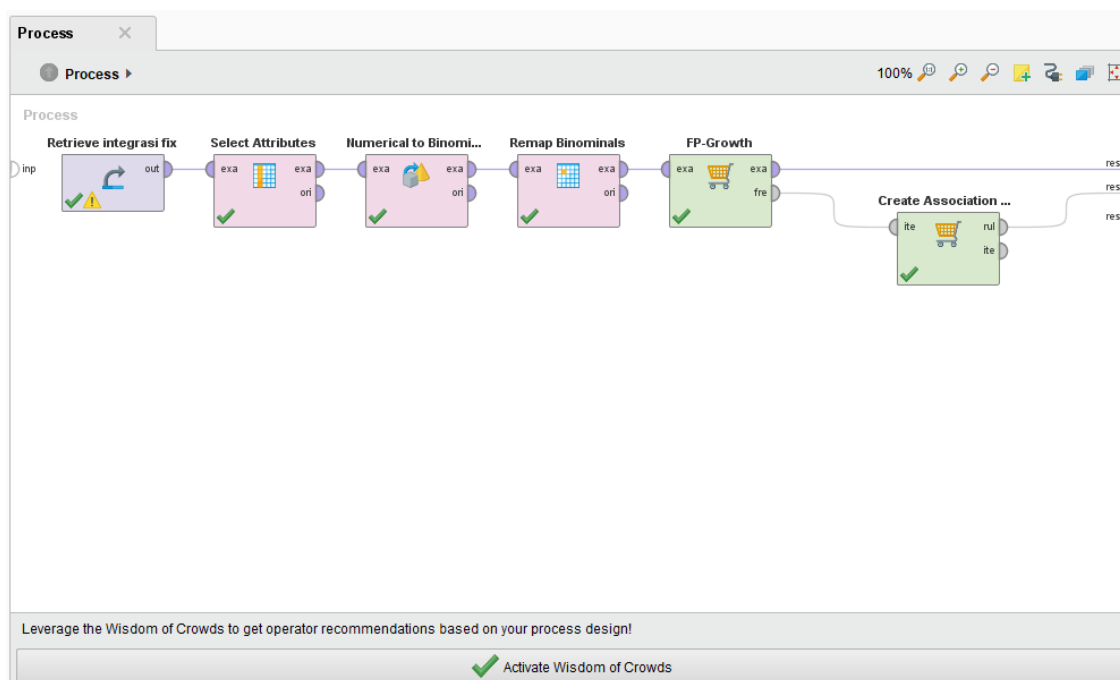 Process
Process
100%
Process
Retrieve integrasi fix
Select Attributes
Numerical to Binomi...
Remap Binominals
FP-Growth
inp
out
exa
exa
ori
exa
exa
ori
exa
exa
ori
exa
exa
fre
res
res
res
Create Association ...
ite
rul
ite
Leverage the Wisdom of Crowds to get operator recommendations based on your process design!
Activate Wisdom of Crowds